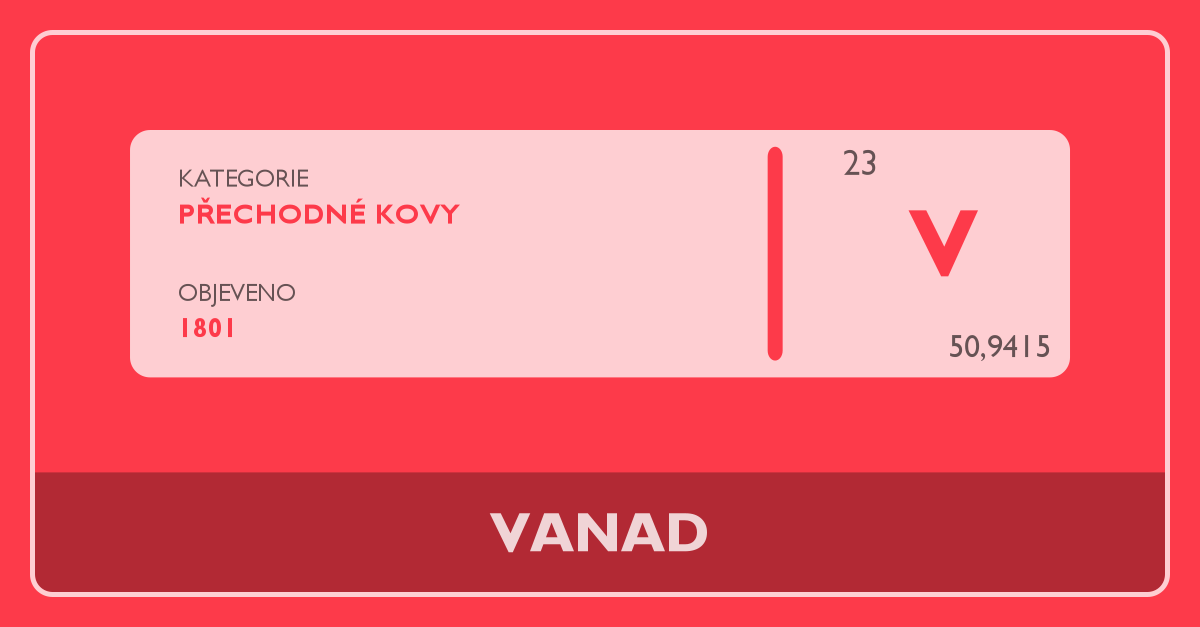 KATEGORIE
PŘECHODNÉ KOVY
OBJEVENO
1801
23
V
50,9415
VANAD